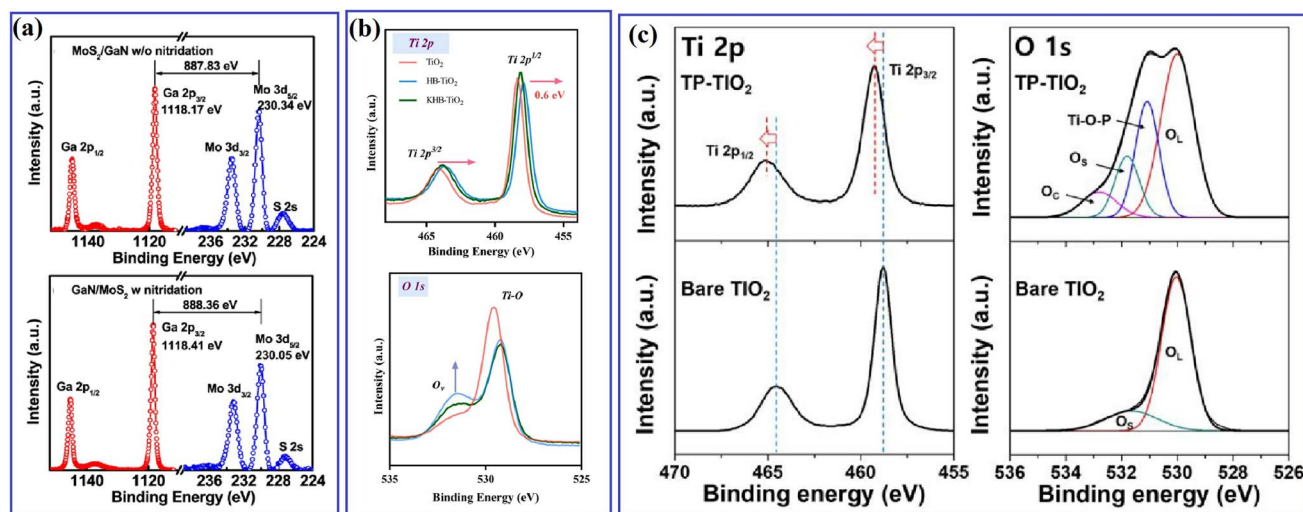 (a)
MoS2/GaN w/o nitridation
887.83 eV
Ga 2p3/2
1118.17 eV
Mo 3d5/2
230.34 eV
Ga 2p1/2
Mo 3d3/2
S 2s
Intensity (a.u.)
1140 1120 236 232 228 224
Binding Energy (eV)
GaN/MoS2 w nitridation
888.36 eV
Ga 2p3/2
1118.41 eV
Mo 3d5/2
230.05 eV
Ga 2p1/2
Mo 3d3/2
S 2s
Intensity (a.u.)
1140 1120 236 232 228 224
Binding Energy (eV)
(b)
Ti 2p
TiO2
HB-TiO2
KHB-TiO2
Ti 2p1/2
0.6 eV
Ti 2p3/2
Intensity (a.u.)
465 460 455
Binding Energy (eV)
O 1s
Ti-O
Ov
Intensity (a.u.)
535 530 525
Binding Energy (eV)
(c)
Ti 2p
TP-TIO2
Ti 2p3/2
Ti 2p1/2
Intensity (a.u.)
Bare TIO2
Intensity (a.u.)
470 465 460 455
Binding energy (eV)
O 1s
TP-TIO2
Ti-O-P
OL
OS
OC
Intensity (a.u.)
Bare TIO2
OL
OS
Intensity (a.u.)
536 534 532 530 528 526
Binding energy (eV)